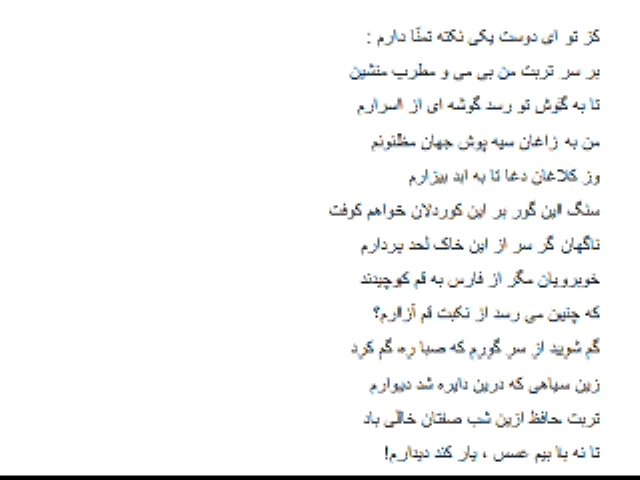 کز تو ای دوست یکی نکته تمنّا دارم :
بر سر تربت من بی می و مطرب منشین
تا به گوش تو رسد گوشه ای از اسرارم
من به زاغان سیه پوش جهان مظنونم
وز کلاغان دغا تا به ابد بیزارم
سنگ این گور بر این کوردلان خواهم کوفت
ناگهان گر سر از این خاک لحد بردارم
خوبرویان مگر از فارس به قم کوچیدند
که چنین می رسد از نکبت قم آزارم؟
گم شوید از سر گورم که صبا ره گم کرد
زین سیاهی که درین دایره شد دیوارم
تربت حافظ ازین شب صفتان خالی باد
تا نه با بیم عسس ، یار کند دیدارم!